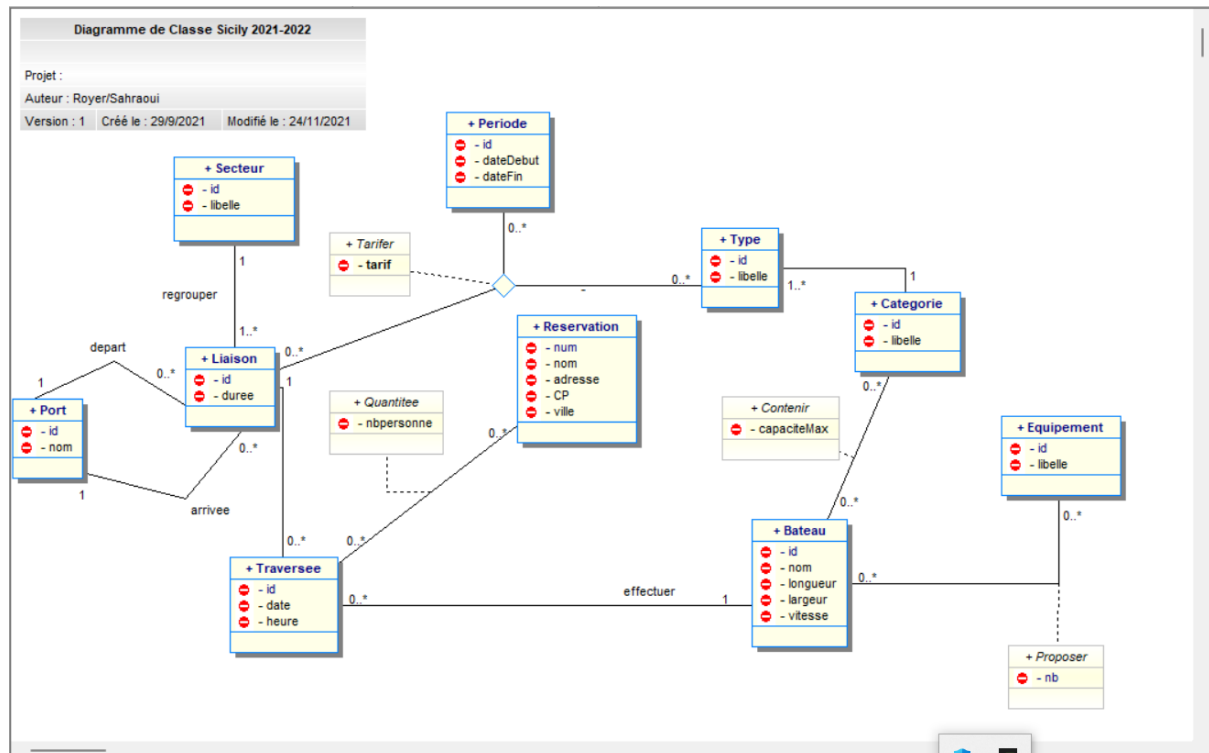 Diagramme de Classe Sicily 2021-2022
Projet :
Auteur : Royer/Sahraoui
Version : 1 Créé le : 29/9/2021 Modifié le : 24/11/2021
+ Periode
- id
- dateDebut
- dateFin
0..*
+ Secteur
- id
- libelle
1
regrouper
1..*
+ Tarifer
- tarif
-
0..*
+ Type
- id
- libelle
1..*
1
+ Categorie
- id
- libelle
0..*
+ Reservation
- num
- nom
- adresse
- CP
- ville
0..*
0..*
depart
1
0..*
+ Liaison
- id
- duree
1
0..*
+ Port
- id
- nom
1
arrivee
+ Quantitee
- nbpersonne
+ Contenir
- capaciteMax
+ Equipement
- id
- libelle
0..*
0..*
0..*
0..*
+ Traversee
- id
- date
- heure
0..*
effectuer
1
+ Bateau
- id
- nom
- longueur
- largeur
- vitesse
0..*
+ Proposer
- nb